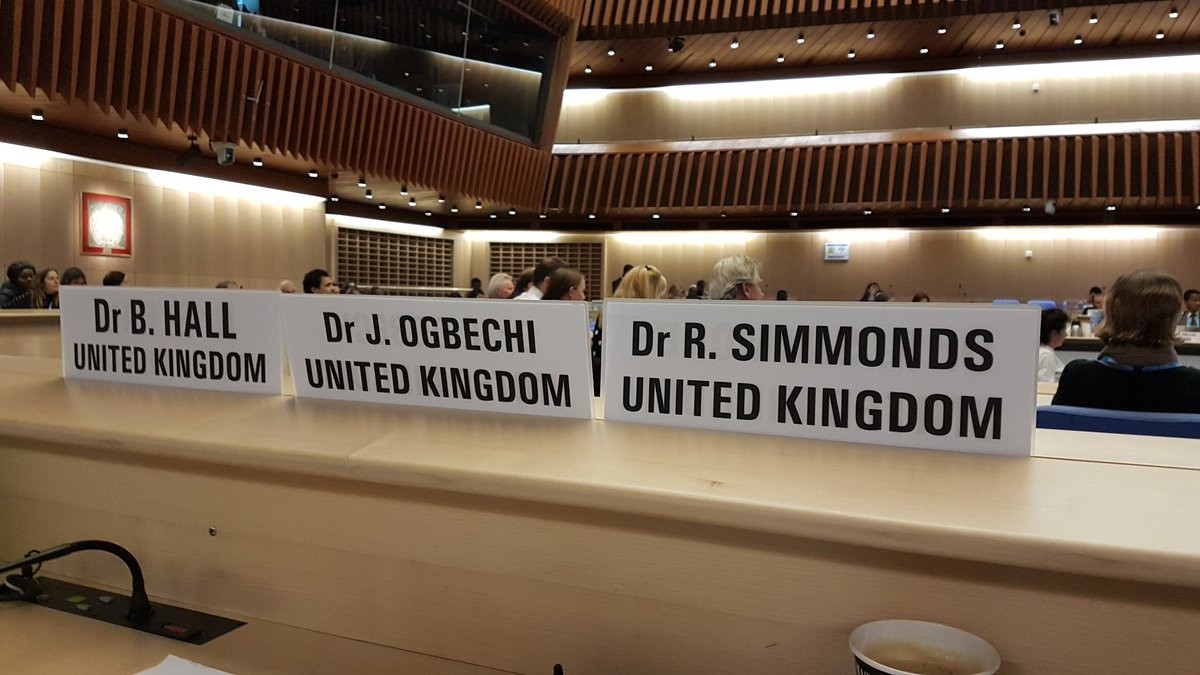 Dr B. HALL
UNITED KINGDOM
Dr J. OGBECHI
UNITED KINGDOM
Dr R. SIMMONDS
UNITED KINGDOM